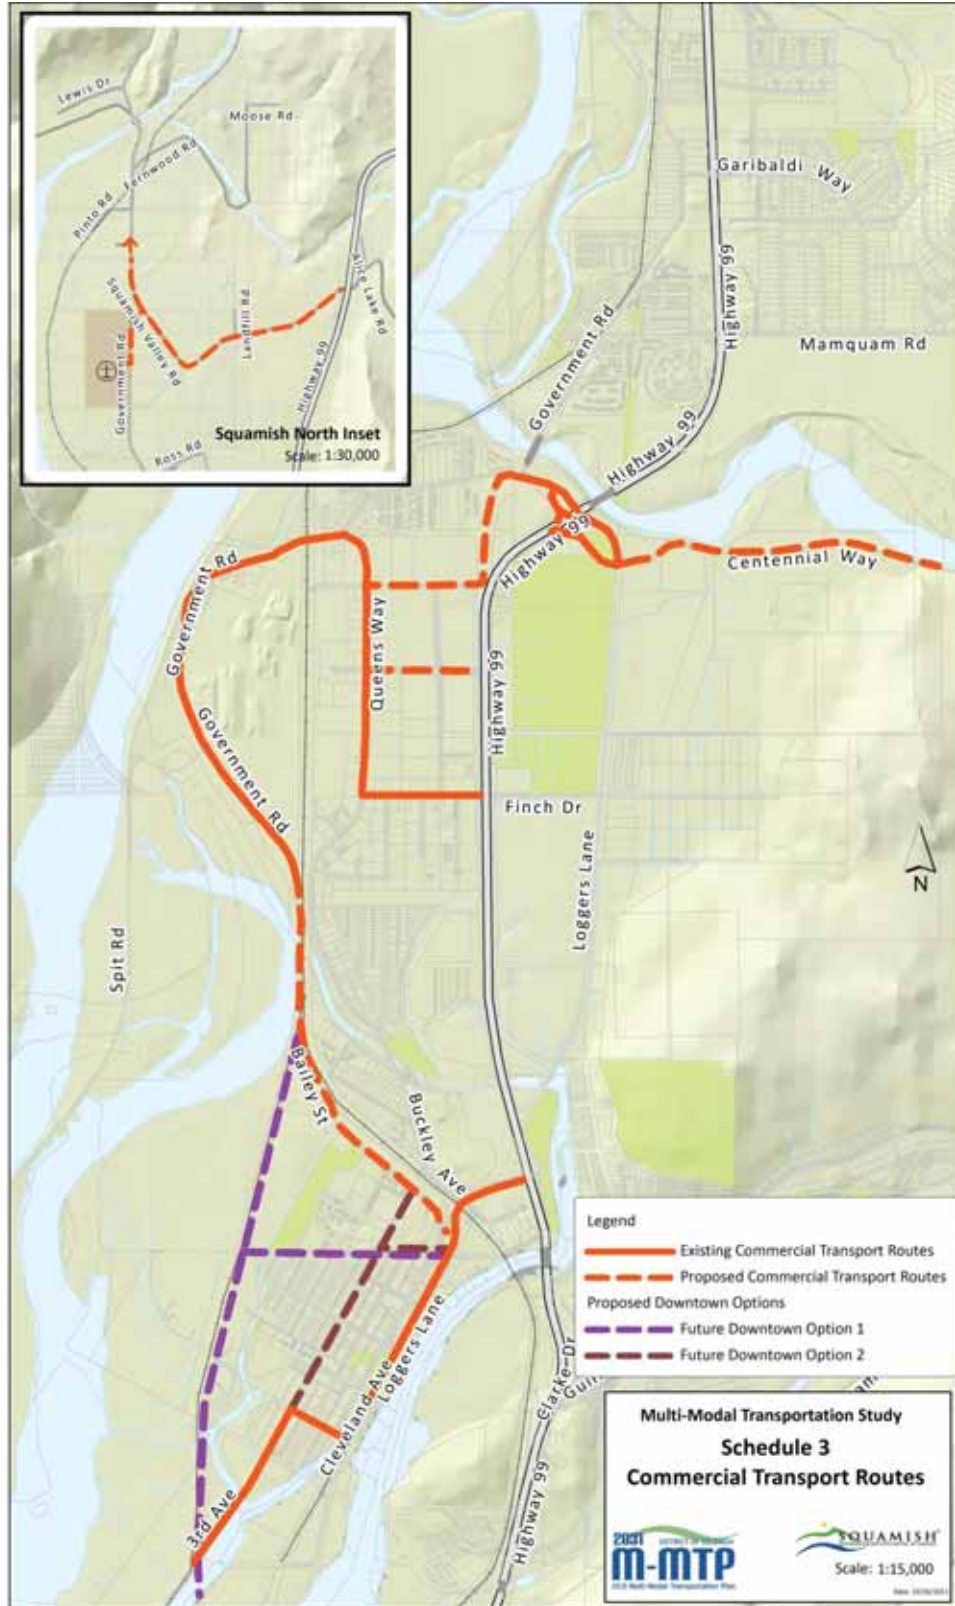 Lewis Dr
Moose Rd
Fernwood Rd
Pinto Rd
Squamish Valley Rd
Landfill Rd
Alice Lake Rd
Government Rd
Highway 99
Ross Rd
Squamish North Inset
Scale: 1:30,000
Garibaldi Way
Highway 99
Government Rd
Mamquam Rd
Highway 99
Highway 99
Centennial Way
Government Rd
Queens Way
Highway 99
Government Rd
Finch Dr
Loggers Lane
N
Spit Rd
Bailey St
Buckley Ave
Legend
Existing Commercial Transport Routes
Proposed Commercial Transport Routes
Proposed Downtown Options
Future Downtown Option 1
Future Downtown Option 2
Loggers Lane
Cleveland Ave
Clarke Dr
Highway 99
3rd Ave
Multi-Modal Transportation Study
Schedule 3
Commercial Transport Routes
2031
M-MTP
SQUAMISH
Scale: 1:15,000